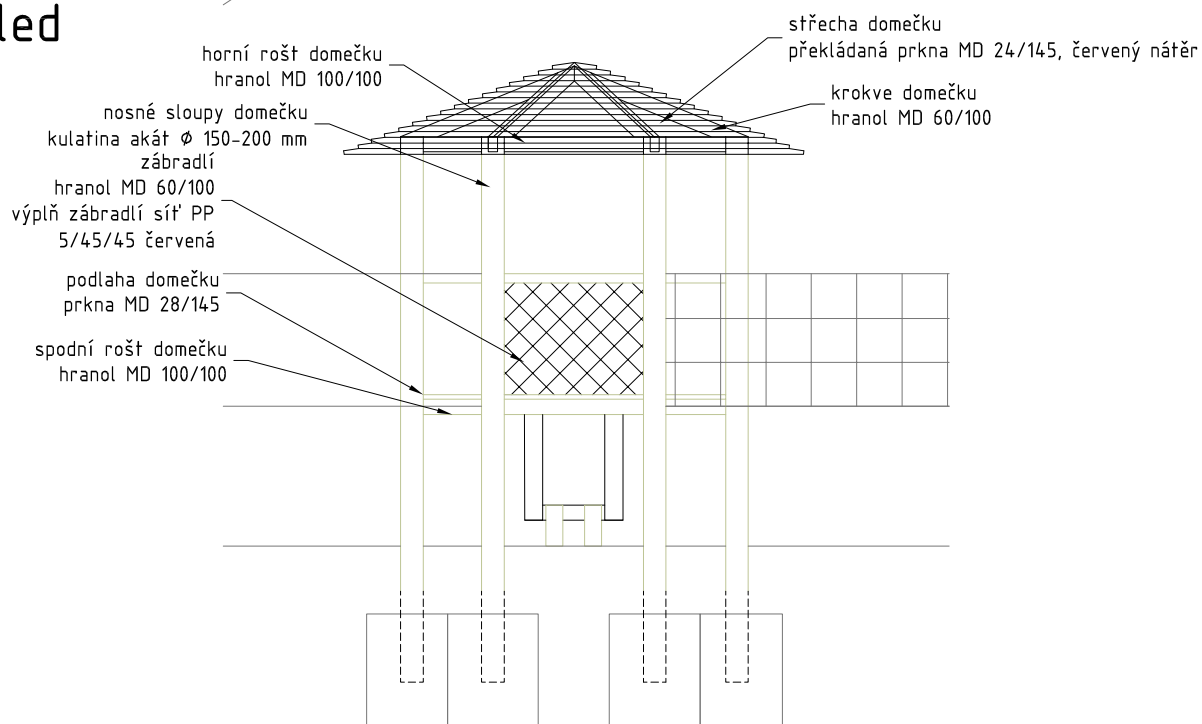 led
horní rošt domečku
hranol MD 100/100
nosné sloupy domečku
kulatina akát Ø 150-200 mm
zábradlí
hranol MD 60/100
výplň zábradlí síť PP
5/45/45 červená
podlaha domečku
prkna MD 28/145
spodní rošt domečku
hranol MD 100/100
střecha domečku
překládaná prkna MD 24/145, červený nátěr
krokve domečku
hranol MD 60/100